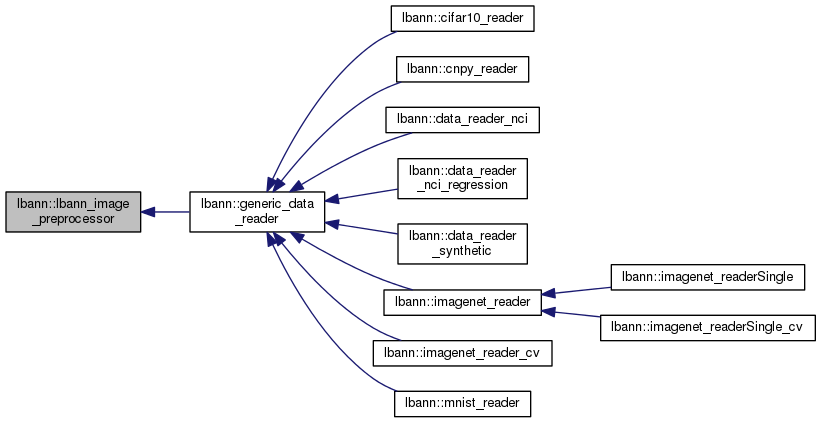 lbann::lbann_image
_preprocessor
lbann::generic_data
_reader
lbann::cifar10_reader
lbann::cnpy_reader
lbann::data_reader_nci
lbann::data_reader
_nci_regression
lbann::data_reader
_synthetic
lbann::imagenet_reader
lbann::imagenet_reader_cv
lbann::mnist_reader
lbann::imagenet_readerSingle
lbann::imagenet_readerSingle_cv